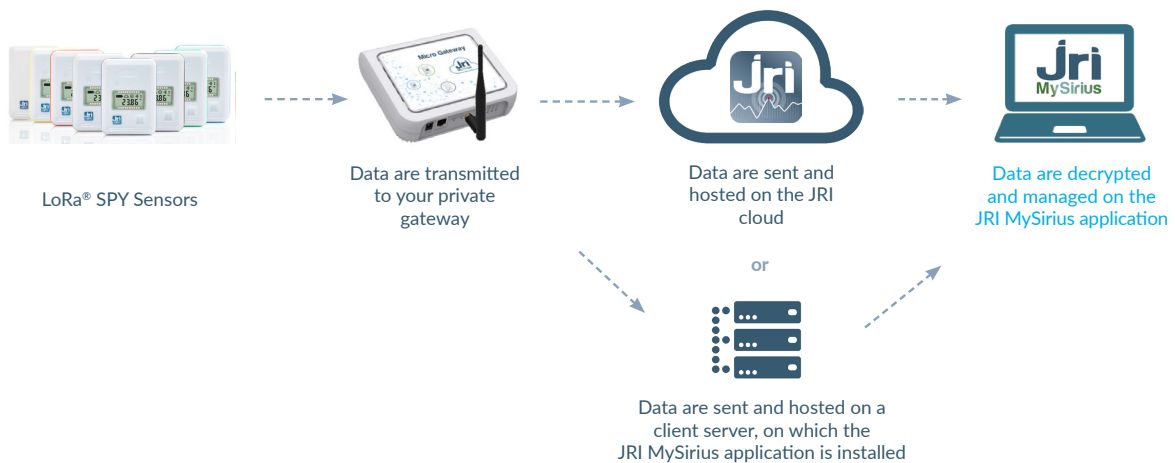 LoRa® SPY Sensors
Micro Gateway
jri
Data are transmitted
to your private
gateway
jri
Data are sent and
hosted on the JRI
cloud
or
Data are sent and hosted on a
client server, on which the
JRI MySirius application is installed
jri
MySirius
Data are decrypted
and managed on the
JRI MySirius application